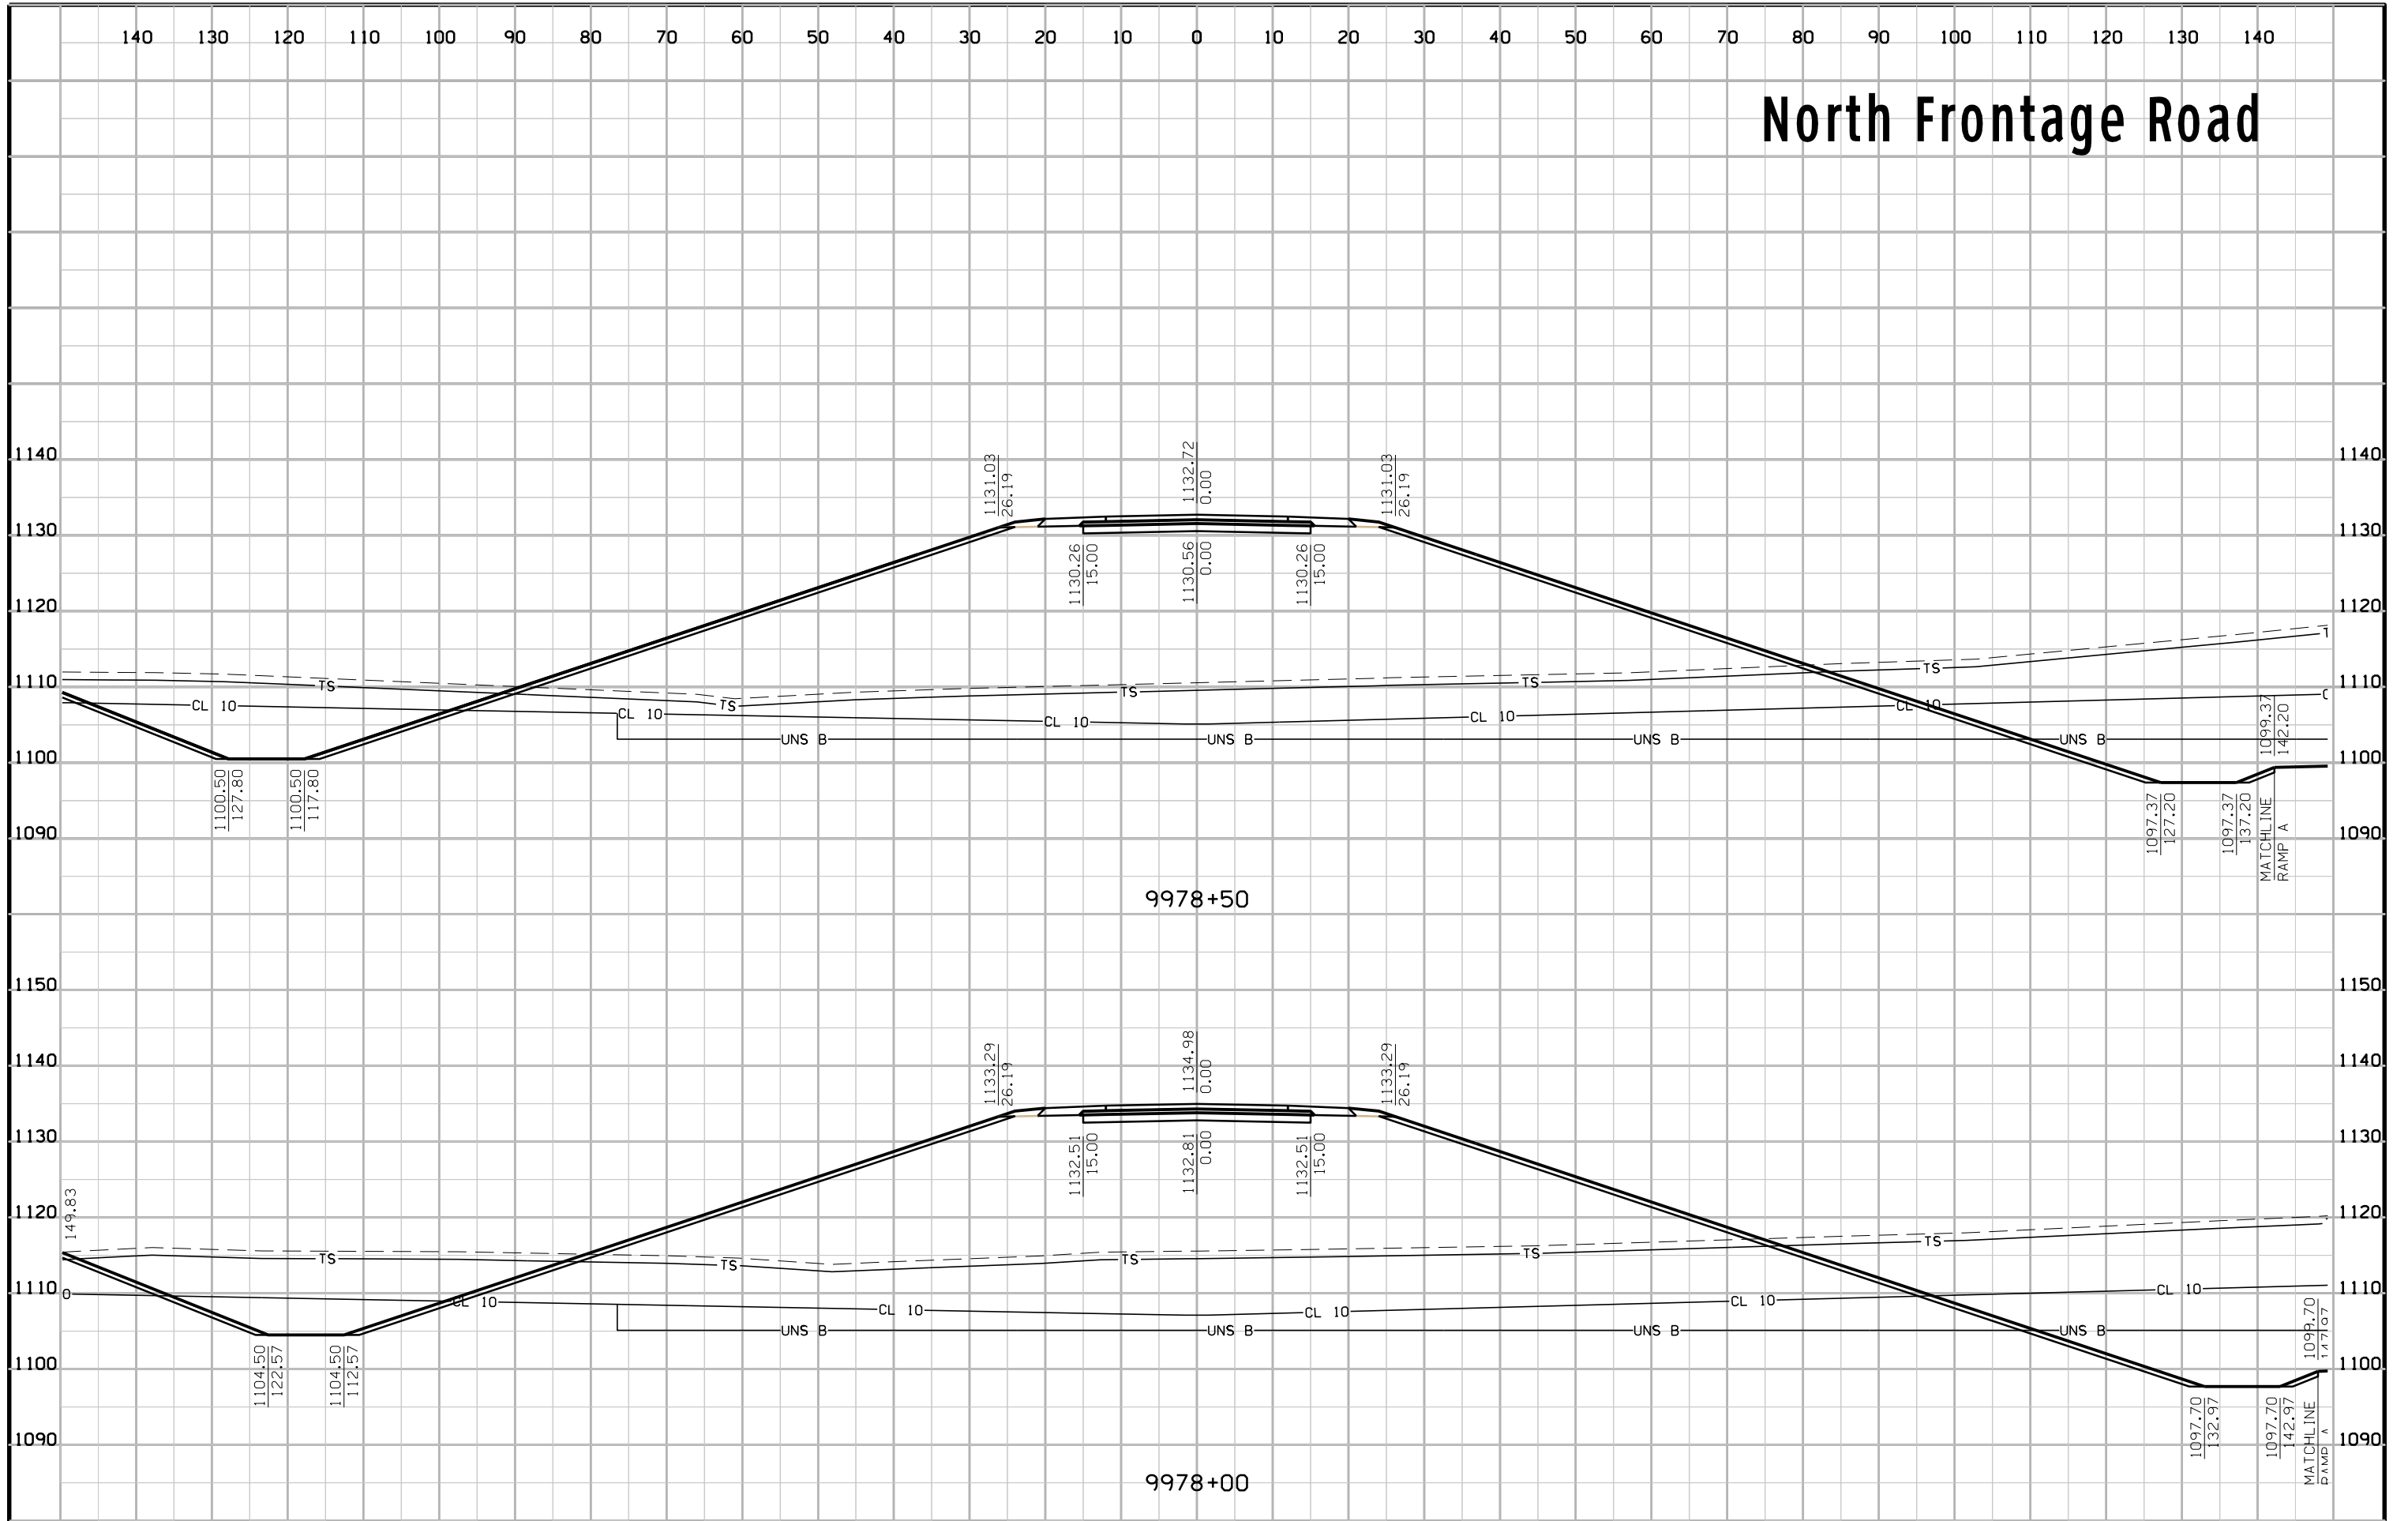 140 130 120 110 100 90 80 70 60 50 40 30 20 10 0 10 20 30 40 50 60 70 80 90 100 110 120 130 140
North Frontage Road
1140 1140
1131.03 26.19 1132.72 0.00 1131.03 26.19
1130 1130
1130.26 15.00 1130.56 0.00 1130.26 15.00
1120 1120
1110 TS TS TS TS TS 1110
CL 10 CL 10 CL 10 CL 10 CL 10
UNS B UNS B UNS B UNS B
1099.37 142.20
1100 1100
1100.50 127.80 1100.50 117.80 1097.37 127.20 1097.37 137.20 MATCHLINE RAMP A
1090 1090
9978+50
1150 1150
1140 1140
1133.29 26.19 1134.98 0.00 1133.29 26.19
1130 1130
1132.51 15.00 1132.81 0.00 1132.51 15.00
149.83
1120 1120
TS TS TS TS TS
1110 1110
CL 10 CL 10 CL 10 CL 10 CL 10
UNS B UNS B UNS B UNS B
1099.70
1100 1100
1104.50 122.57 1104.50 112.57 1097.70 132.97 1097.70 142.97 MATCHLINE
1090 1090
9978+00